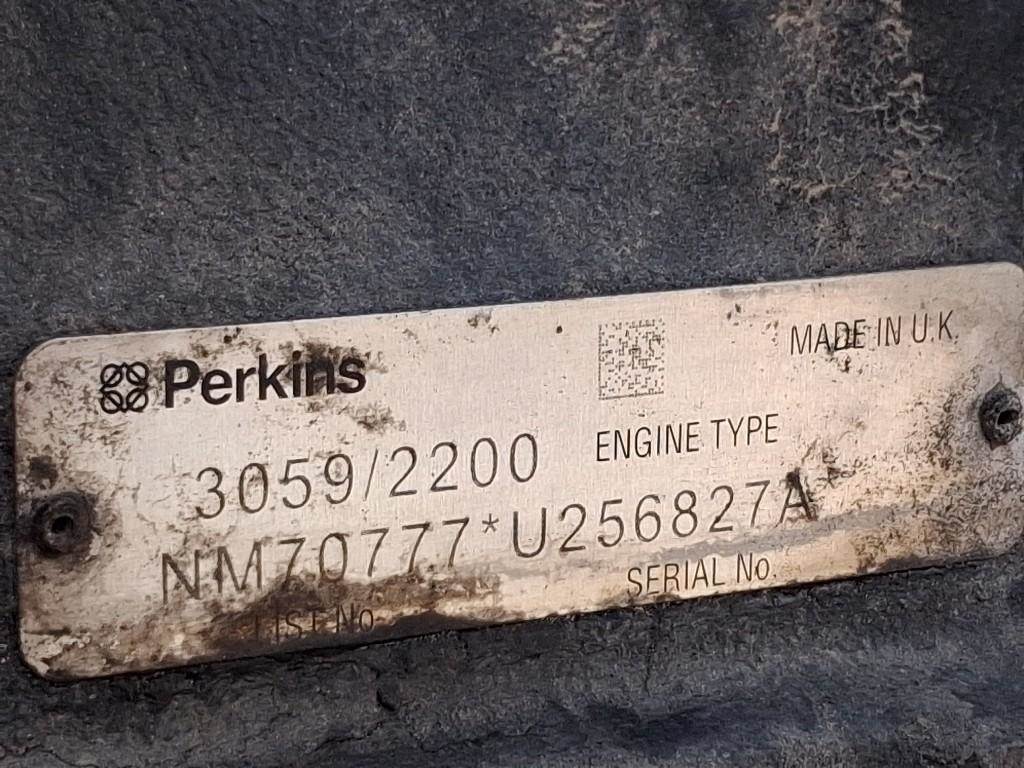 Perkins
MADE IN U.K.
3059/2200
ENGINE TYPE
NM70777*U256827A*
LIST No
SERIAL No.